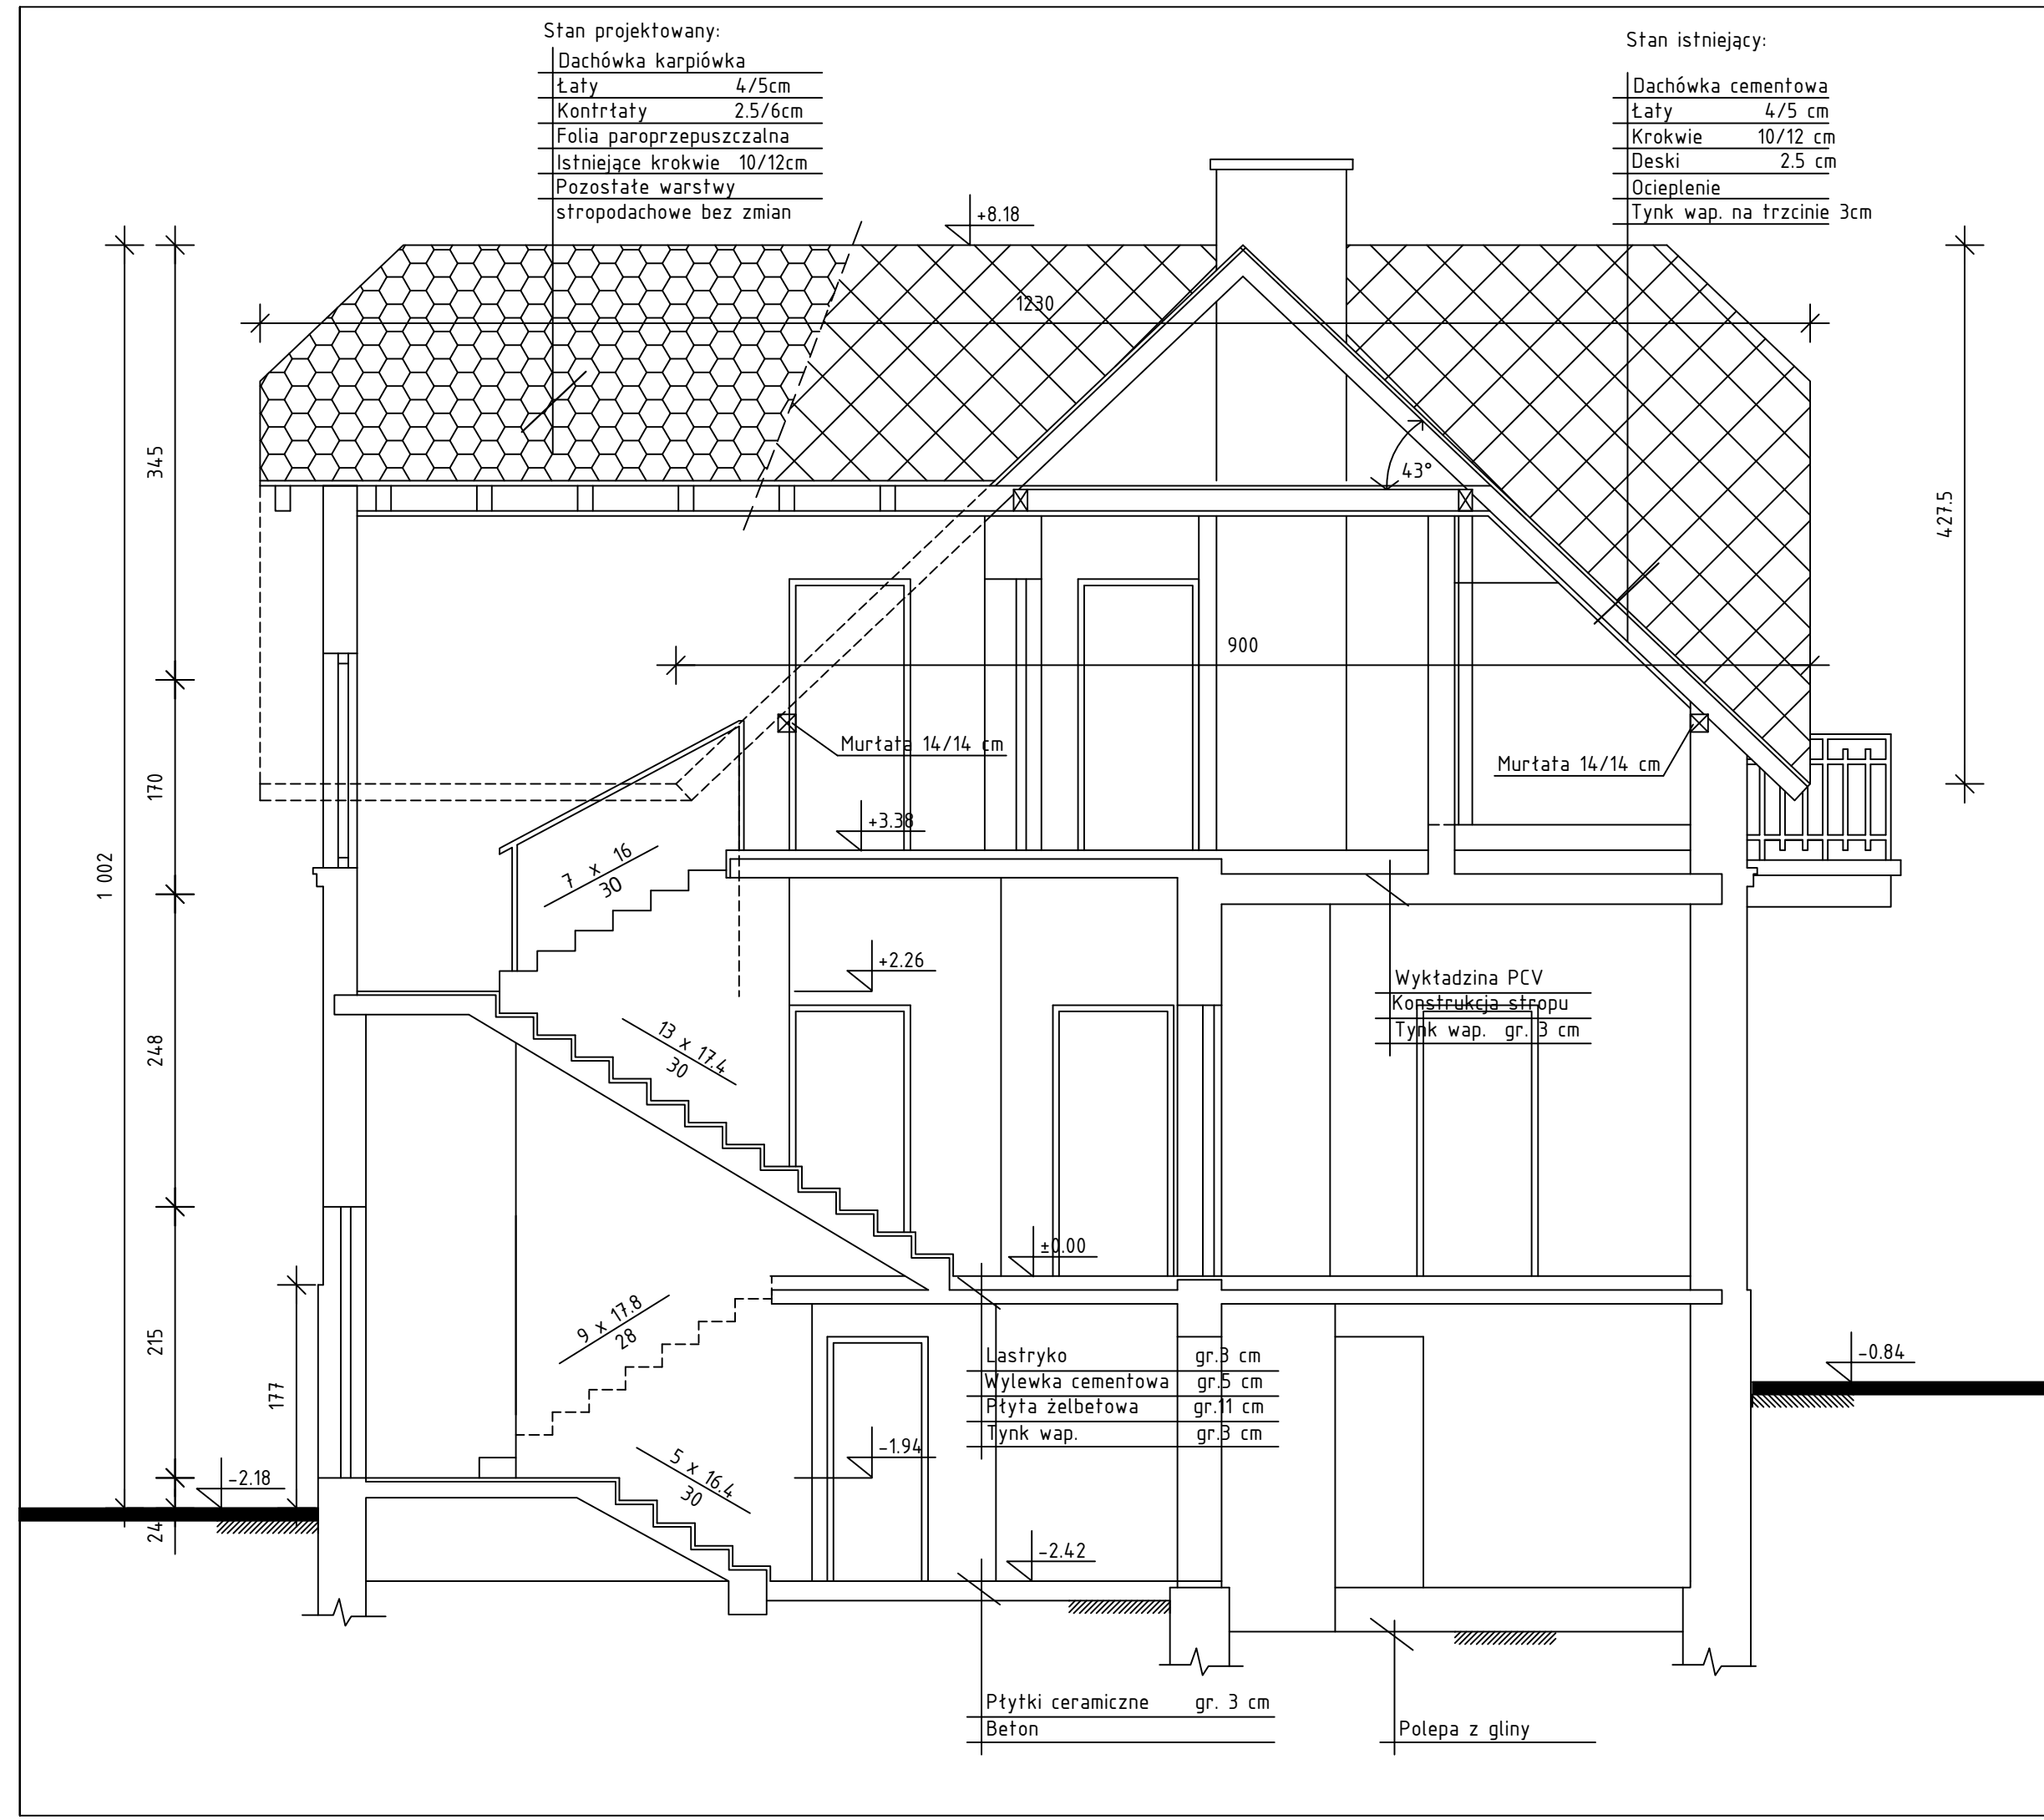 Stan projektowany:
Dachówka karpiówka
Łaty 4/5cm
Kontrłaty 2.5/6cm
Folia paroprzepuszczalna
Istniejące krokwie 10/12cm
Pozostałe warstwy
stropodachowe bez zmian
Stan istniejący:
Dachówka cementowa
Łaty 4/5 cm
Krokwie 10/12 cm
Deski 2.5 cm
Ocieplenie
Tynk wap. na trzcinie 3cm
+8.18
1230
345
43°
427.5
900
Murłata 14/14 cm
Murłata 14/14 cm
170
+3.38
1 002
7 x 16
30
+2.26
Wykładzina PCV
Konstrukcja stropu
Tynk wap. gr. 3 cm
248
13 x 17.4
30
±0.00
9 x 17.8
28
215
177
Lastryko gr.3 cm
Wylewka cementowa gr.5 cm
Płyta żelbetowa gr.11 cm
Tynk wap. gr.3 cm
-0.84
-1.94
-2.18
5 x 16.4
30
24
-2.42
Płytki ceramiczne gr. 3 cm
Beton
Polepa z gliny